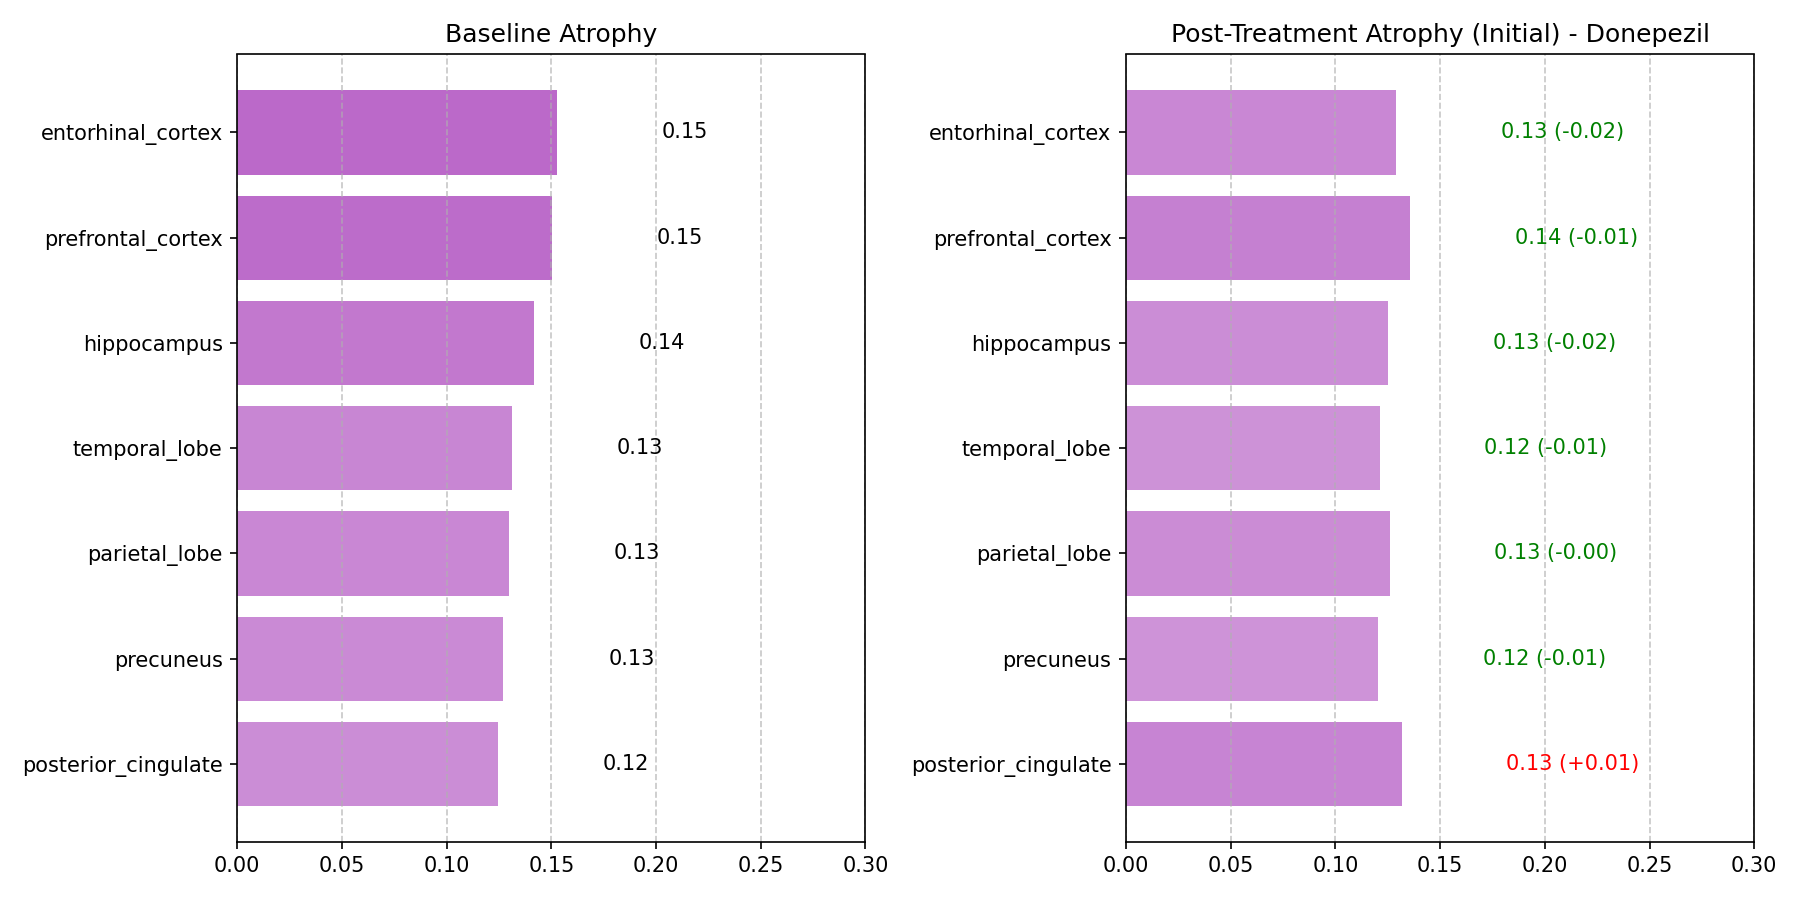 Baseline Atrophy
entorhinal_cortex
0.15
prefrontal_cortex
0.15
hippocampus
0.14
temporal_lobe
0.13
parietal_lobe
0.13
precuneus
0.13
posterior_cingulate
0.12
0.00 0.05 0.10 0.15 0.20 0.25 0.30
Post-Treatment Atrophy (Initial) - Donepezil
entorhinal_cortex
0.13 (-0.02)
prefrontal_cortex
0.14 (-0.01)
hippocampus
0.13 (-0.02)
temporal_lobe
0.12 (-0.01)
parietal_lobe
0.13 (-0.00)
precuneus
0.12 (-0.01)
posterior_cingulate
0.13 (+0.01)
0.00 0.05 0.10 0.15 0.20 0.25 0.30